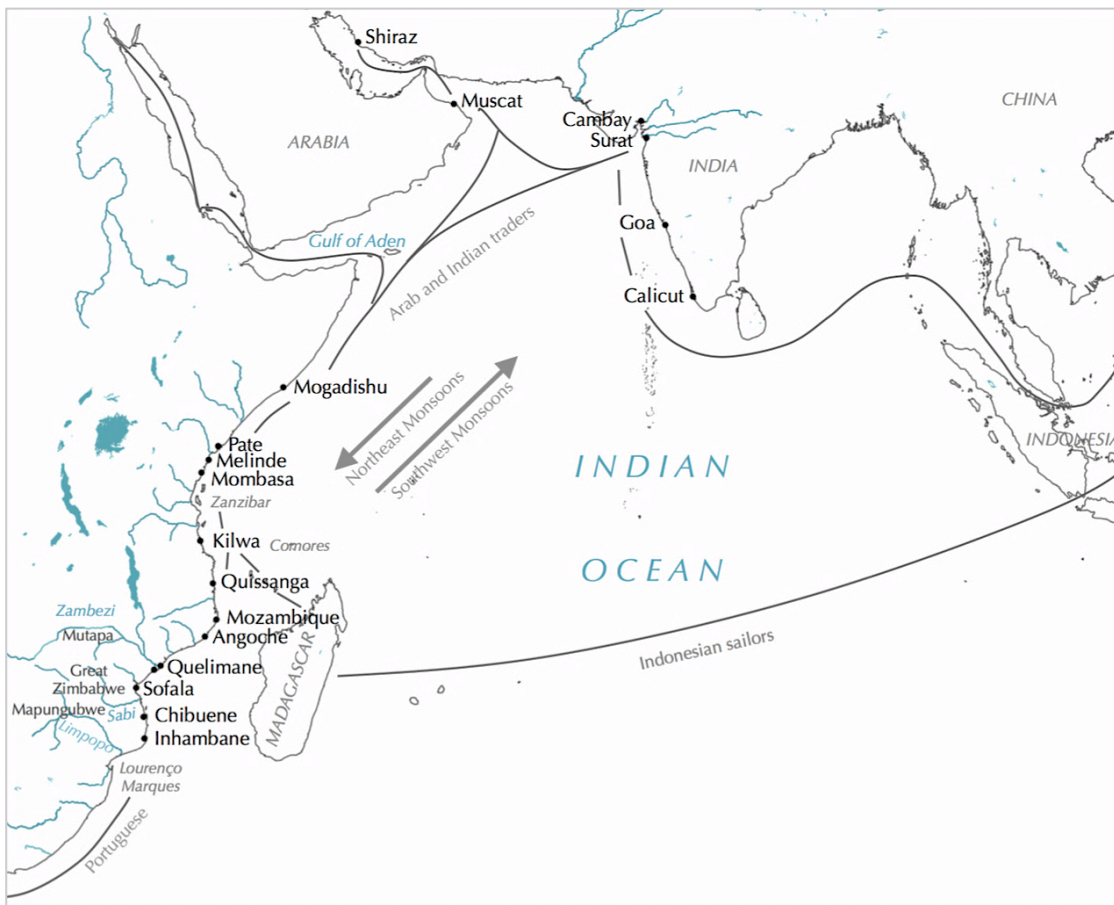 Shiraz
Muscat
CHINA
Cambay
Surat
ARABIA
INDIA
Goa
Gulf of Aden
Arab and Indian traders
Calicut
Mogadishu
Northeast Monsoons
Southwest Monsoons
Pate
Melinde
Mombasa
INDONESIA
INDIAN
Zanzibar
Kilwa
Comores
OCEAN
Quissanga
Zambezi
Mozambique
Mutapa
Angoche
Indonesian sailors
Great
Zimbabwe
Quelimane
Sofala
MADAGASCAR
Mapungubwe
Sabi
Chibuene
Limpopo
Inhambane
Lourenço
Marques
Portuguese